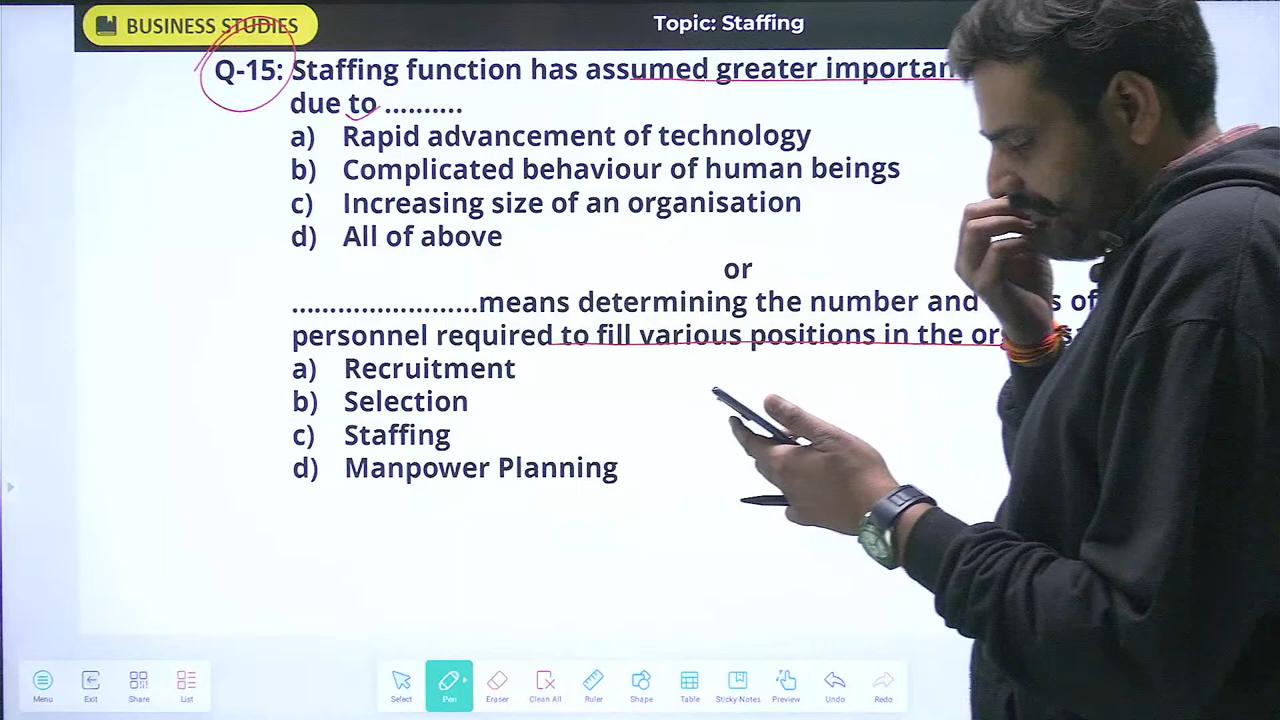 BUSINESS STUDIES
Topic: Staffing
Q-15: Staffing function has assumed greater
due to ..........
a) Rapid advancement of technology
b) Complicated behaviour of human beings
c) Increasing size of an organisation
d) All of above
or
........................means determining the number and of
personnel required to fill various positions in the
a) Recruitment
b) Selection
c) Staffing
d) Manpower Planning
Menu Exit Share List Select Pen Eraser Clean All Ruler Shape Table Sticky-Notes Preview Undo Redo